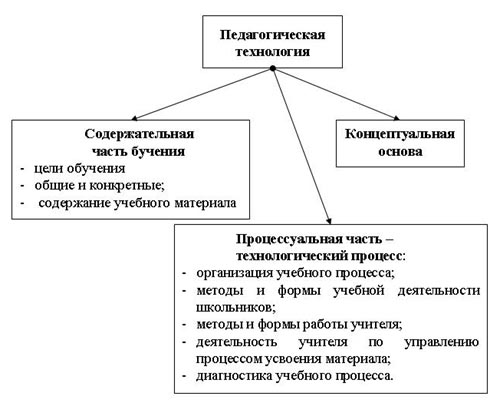 Педагогическая
технология
Содержательная
часть бучения
- цели обучения
- общие и конкретные;
- содержание учебного материала
Концептуальная
основа
Процессуальная часть –
технологический процесс:
- организация учебного процесса;
- методы и формы учебной деятельности
школьников;
- методы и формы работы учителя;
- деятельность учителя по управлению
процессом усвоения материала;
- диагностика учебного процесса.